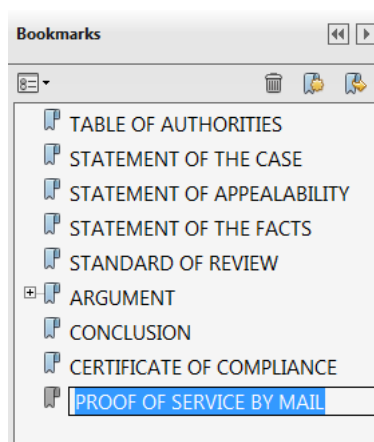 Bookmarks
TABLE OF AUTHORITIES
STATEMENT OF THE CASE
STATEMENT OF APPEALABILITY
STATEMENT OF THE FACTS
STANDARD OF REVIEW
ARGUMENT
CONCLUSION
CERTIFICATE OF COMPLIANCE
PROOF OF SERVICE BY MAIL